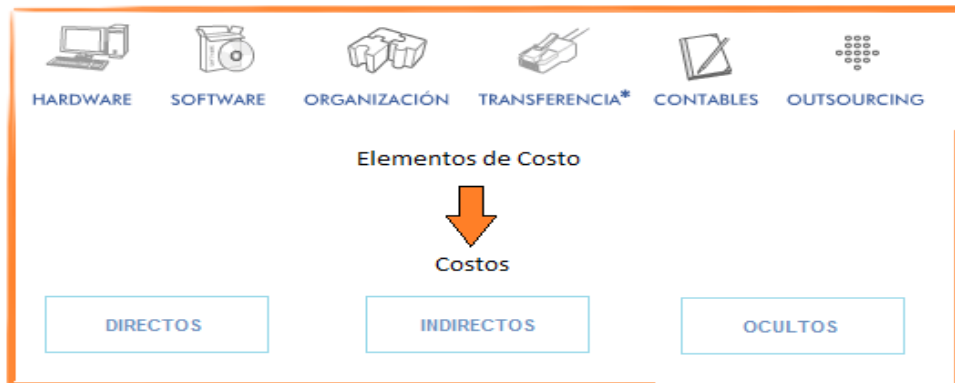 HARDWARE SOFTWARE ORGANIZACIÓN TRANSFERENCIA* CONTABLES OUTSOURCING
Elementos de Costo
Costos
DIRECTOS INDIRECTOS OCULTOS